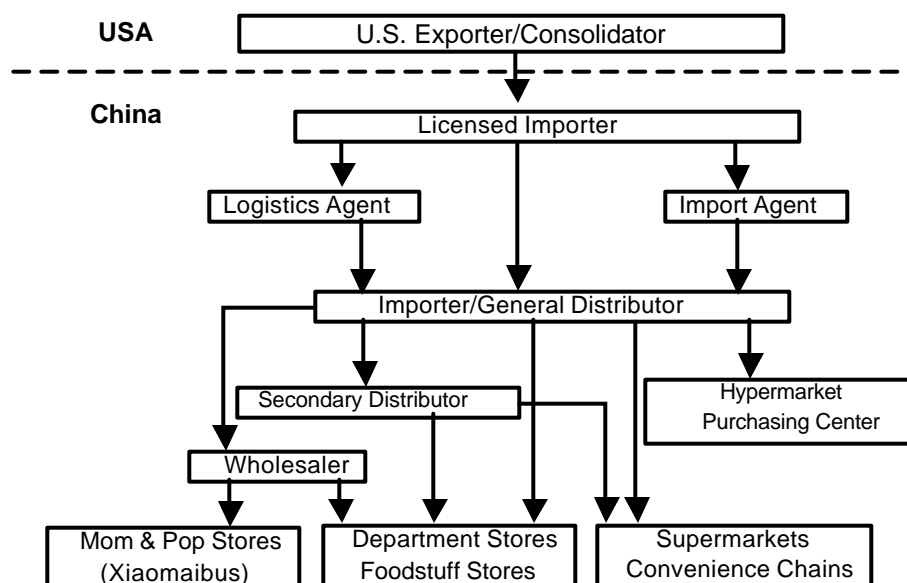 USA
U.S. Exporter/Consolidator
China
Licensed Importer
Logistics Agent
Import Agent
Importer/General Distributor
Secondary Distributor
Hypermarket
Purchasing Center
Wholesaler
Mom & Pop Stores
(Xiaomaibus)
Department Stores
Foodstuff Stores
Supermarkets
Convenience Chains